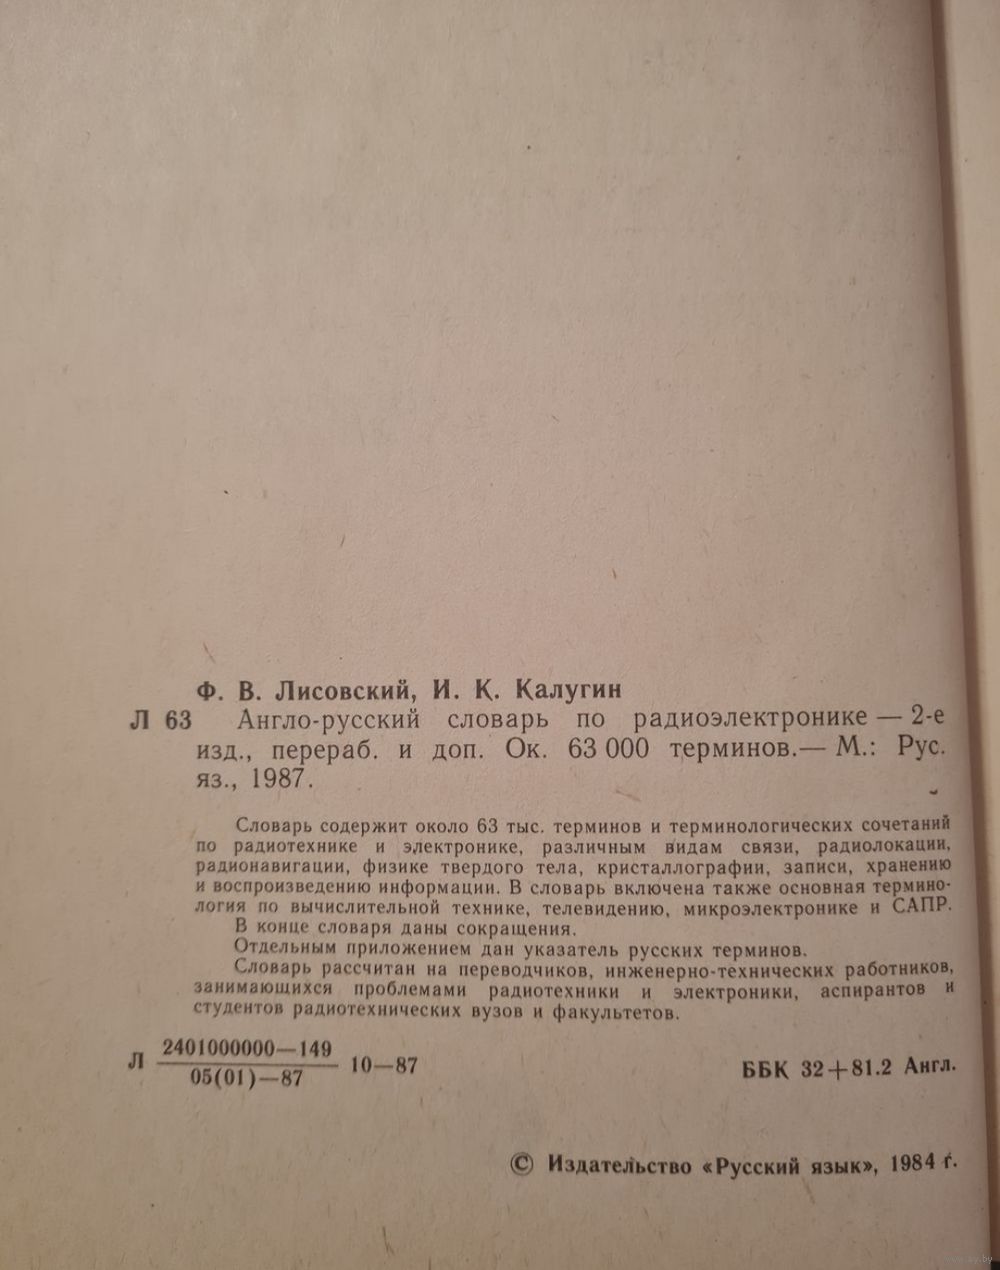 Ф. В. Лисовский, И. К. Калугин
Л 63 Англо-русский словарь по радиоэлектронике — 2-е
изд., перераб. и доп. Ок. 63 000 терминов.— М.: Рус.
яз., 1987.
Словарь содержит около 63 тыс. терминов и терминологических сочетаний
по радиотехнике и электронике, различным видам связи, радиолокации,
радионавигации, физике твердого тела, кристаллографии, записи, хранению
и воспроизведению информации. В словарь включена также основная термино-
логия по вычислительной технике, телевидению, микроэлектронике и САПР.
В конце словаря даны сокращения.
Отдельным приложением дан указатель русских терминов.
Словарь рассчитан на переводчиков, инженерно-технических работников,
занимающихся проблемами радиотехники и электроники, аспирантов и
студентов радиотехнических вузов и факультетов.
2401000000—149
Л 10—87 ББК 32+81.2 Англ.
05(01)—87
© Издательство «Русский язык», 1984 г.